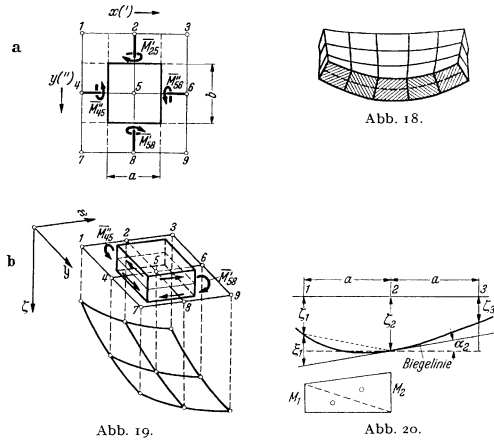 x(′)
1 2 3
a
M̄′25
y(″)
4
M̄″45
5
M̄″58
6
b
M̄′58
8
7 9
a
Abb. 18.
b
1 2 3
M̄″45
y
4 5 6
M̄′58
ζ
7 8 9
Abb. 19.
a a
1 2 3
ζ1 ζ2 ζ3
ξ1 α2
Biegelinie
M1 M2
Abb. 20.